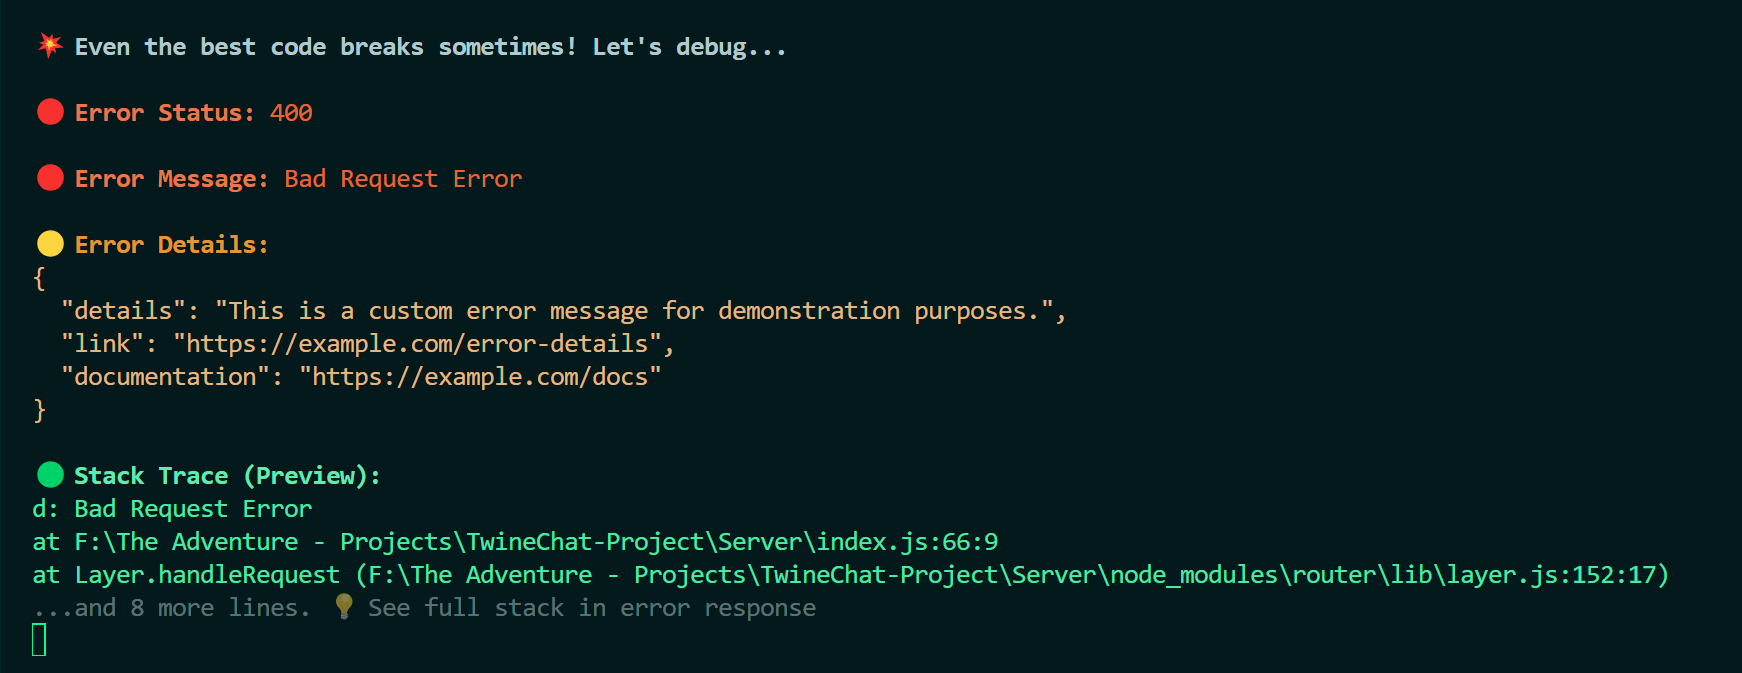 💥 Even the best code breaks sometimes! Let's debug...
🔴 Error Status: 400
🔴 Error Message: Bad Request Error
🟡 Error Details:
{
  "details": "This is a custom error message for demonstration purposes.",
  "link": "https://example.com/error-details",
  "documentation": "https://example.com/docs"
}
🟢 Stack Trace (Preview):
d: Bad Request Error
at F:\The Adventure - Projects\TwineChat-Project\Server\index.js:66:9
at Layer.handleRequest (F:\The Adventure - Projects\TwineChat-Project\Server\node_modules\router\lib\layer.js:152:17)
...and 8 more lines. 💡 See full stack in error response